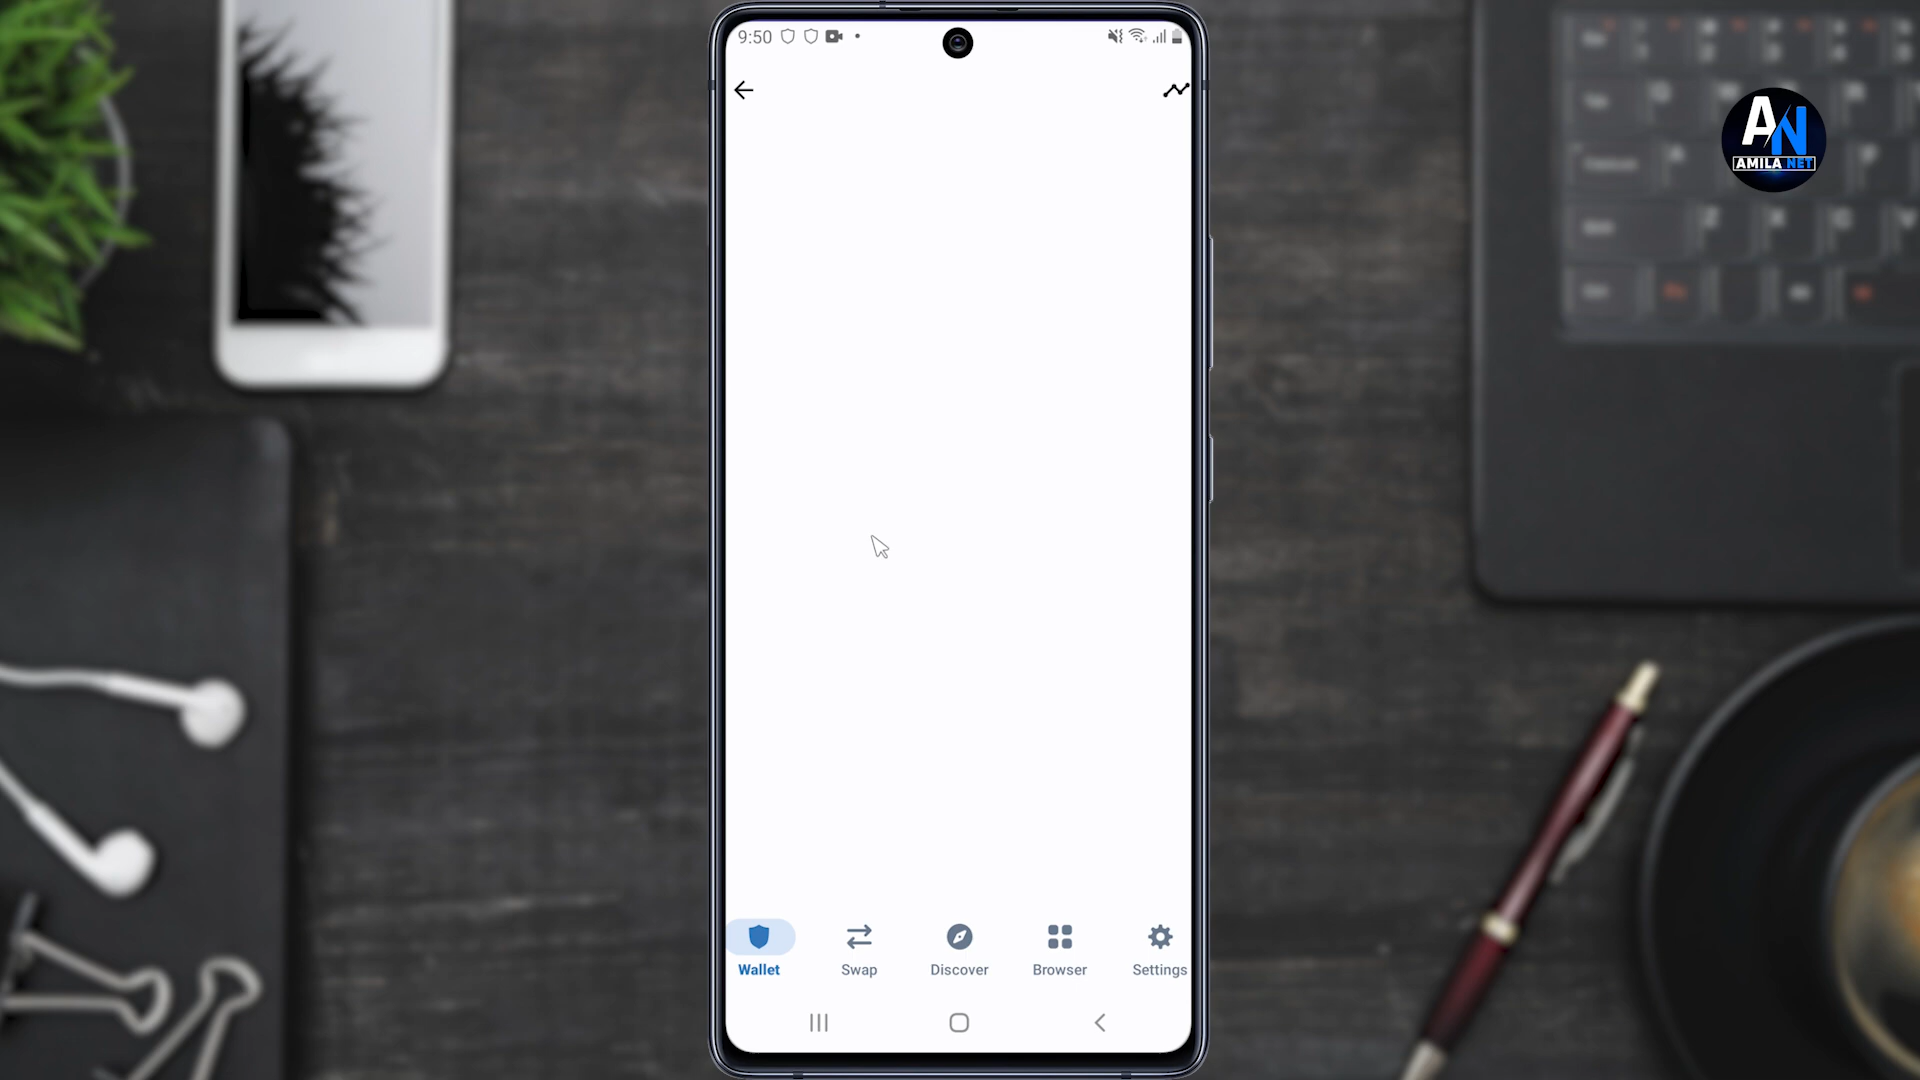 9:50
AN
AMILA NET
Wallet
Swap
Discover
Browser
Settings